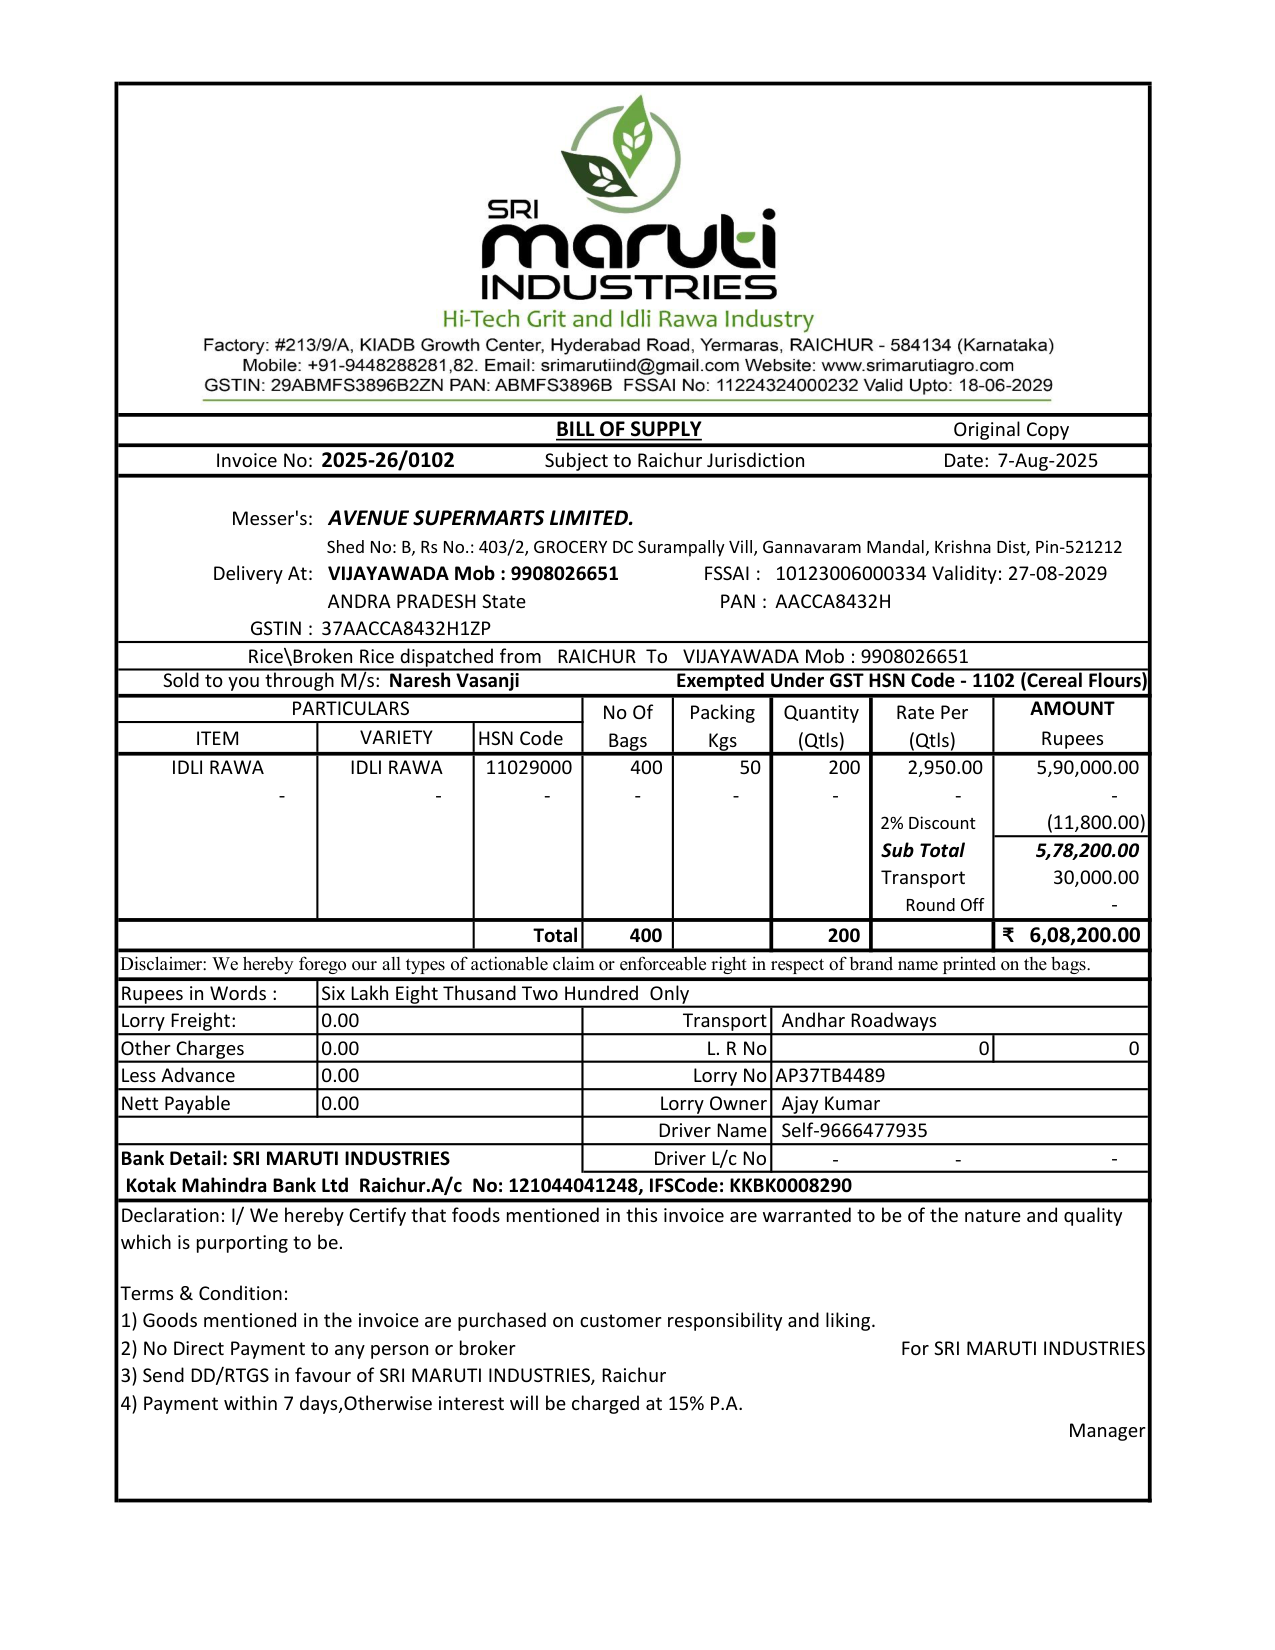 SRI
maruti
INDUSTRIES
Hi-Tech Grit and Idli Rawa Industry
Factory: #213/9/A, KIADB Growth Center, Hyderabad Road, Yermaras, RAICHUR - 584134 (Karnataka)
Mobile: +91-9448288281,82. Email: srimarutiind@gmail.com Website: www.srimarutiagro.com
GSTIN: 29ABMFS3896B2ZN PAN: ABMFS3896B FSSAI No: 11224324000232 Valid Upto: 18-06-2029
BILL OF SUPPLY Original Copy
Invoice No: 2025-26/0102 Subject to Raichur Jurisdiction Date: 7-Aug-2025
Messer's: AVENUE SUPERMARTS LIMITED.
Shed No: B, Rs No.: 403/2, GROCERY DC Surampally Vill, Gannavaram Mandal, Krishna Dist, Pin-521212
Delivery At: VIJAYAWADA Mob : 9908026651 FSSAI : 10123006000334 Validity: 27-08-2029
ANDRA PRADESH State PAN : AACCA8432H
GSTIN : 37AACCA8432H1ZP
Rice\Broken Rice dispatched from RAICHUR To VIJAYAWADA Mob : 9908026651
Sold to you through M/s: Naresh Vasanji Exempted Under GST HSN Code - 1102 (Cereal Flours)
PARTICULARS No Of Packing Quantity Rate Per AMOUNT
ITEM VARIETY HSN Code Bags Kgs (Qtls) (Qtls) Rupees
IDLI RAWA IDLI RAWA 11029000 400 50 200 2,950.00 5,90,000.00
- - - - - - - -
2% Discount (11,800.00)
Sub Total 5,78,200.00
Transport 30,000.00
Round Off -
Total 400 200 ₹ 6,08,200.00
Disclaimer: We hereby forego our all types of actionable claim or enforceable right in respect of brand name printed on the bags.
Rupees in Words : Six Lakh Eight Thusand Two Hundred Only
Lorry Freight: 0.00 Transport Andhar Roadways
Other Charges 0.00 L. R No 0 0
Less Advance 0.00 Lorry No AP37TB4489
Nett Payable 0.00 Lorry Owner Ajay Kumar
Driver Name Self-9666477935
Bank Detail: SRI MARUTI INDUSTRIES Driver L/c No - - -
Kotak Mahindra Bank Ltd Raichur.A/c No: 121044041248, IFSCode: KKBK0008290
Declaration: I/ We hereby Certify that foods mentioned in this invoice are warranted to be of the nature and quality
which is purporting to be.
Terms & Condition:
1) Goods mentioned in the invoice are purchased on customer responsibility and liking.
2) No Direct Payment to any person or broker For SRI MARUTI INDUSTRIES
3) Send DD/RTGS in favour of SRI MARUTI INDUSTRIES, Raichur
4) Payment within 7 days,Otherwise interest will be charged at 15% P.A.
Manager